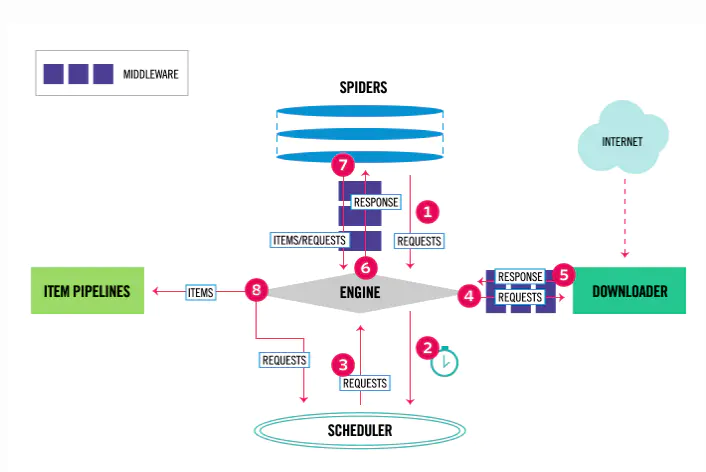 MIDDLEWARE
SPIDERS
INTERNET
7
RESPONSE
1
ITEMS/REQUESTS
REQUESTS
6
RESPONSE
5
ITEM PIPELINES
ITEMS
8
ENGINE
4
REQUESTS
DOWNLOADER
2
REQUESTS
3
REQUESTS
SCHEDULER